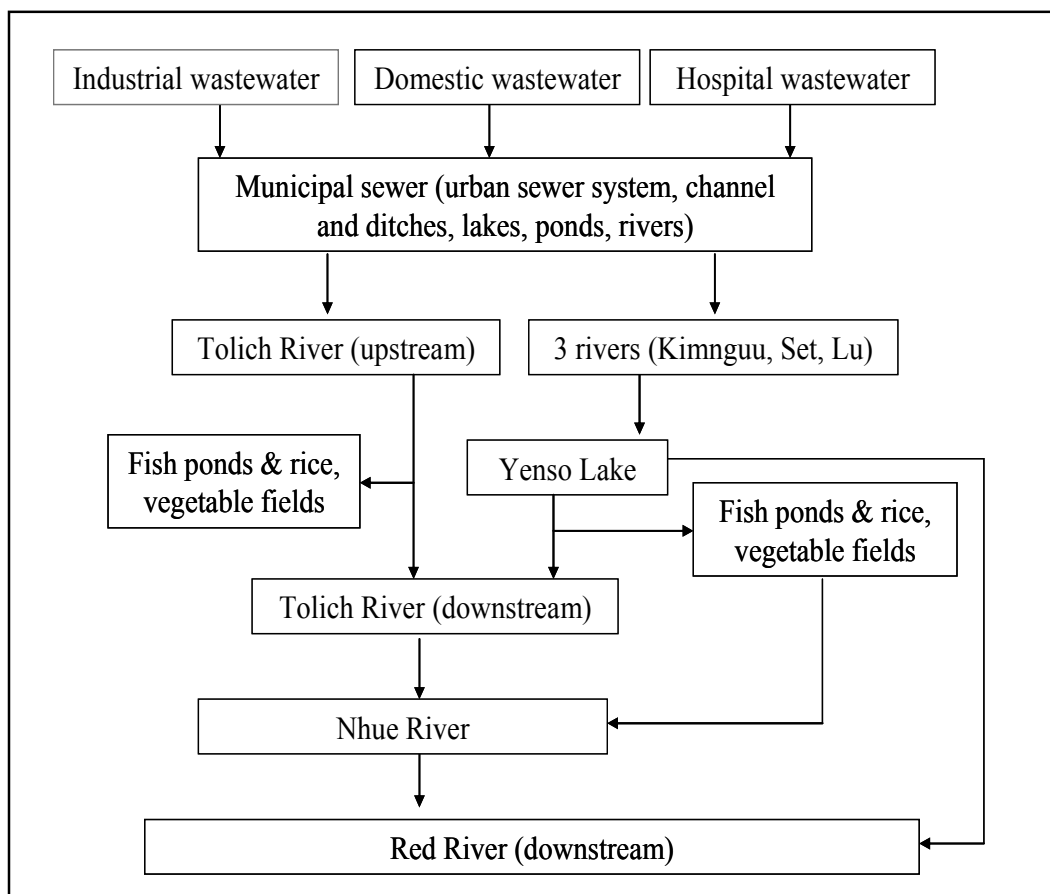 Industrial wastewater
Domestic wastewater
Hospital wastewater
Municipal sewer (urban sewer system, channel
and ditches, lakes, ponds, rivers)
Tolich River (upstream)
3 rivers (Kimnguu, Set, Lu)
Fish ponds & rice,
vegetable fields
Yenso Lake
Fish ponds & rice,
vegetable fields
Tolich River (downstream)
Nhue River
Red River (downstream)